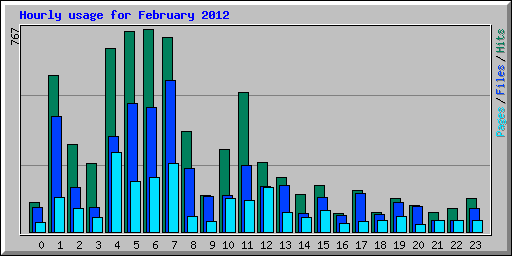 Hourly usage for February 2012
767
Pages/Files/Hits
0 1 2 3 4 5 6 7 8 9 10 11 12 13 14 15 16 17 18 19 20 21 22 23